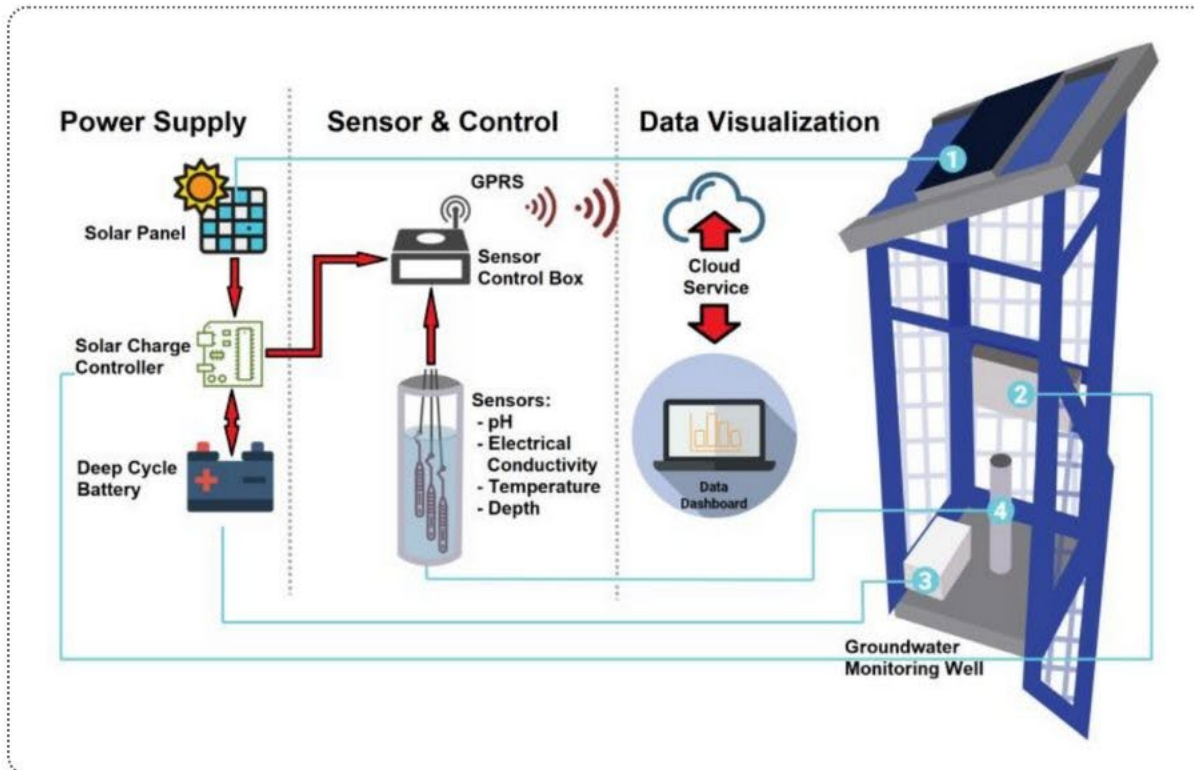 Power Supply
Sensor & Control
Data Visualization
Solar Panel
Solar Charge
Controller
Deep Cycle
Battery
GPRS
Sensor
Control Box
Sensors:
- pH
- Electrical
Conductivity
- Temperature
- Depth
Cloud
Service
Data
Dashboard
1
2
4
3
Groundwater
Monitoring Well